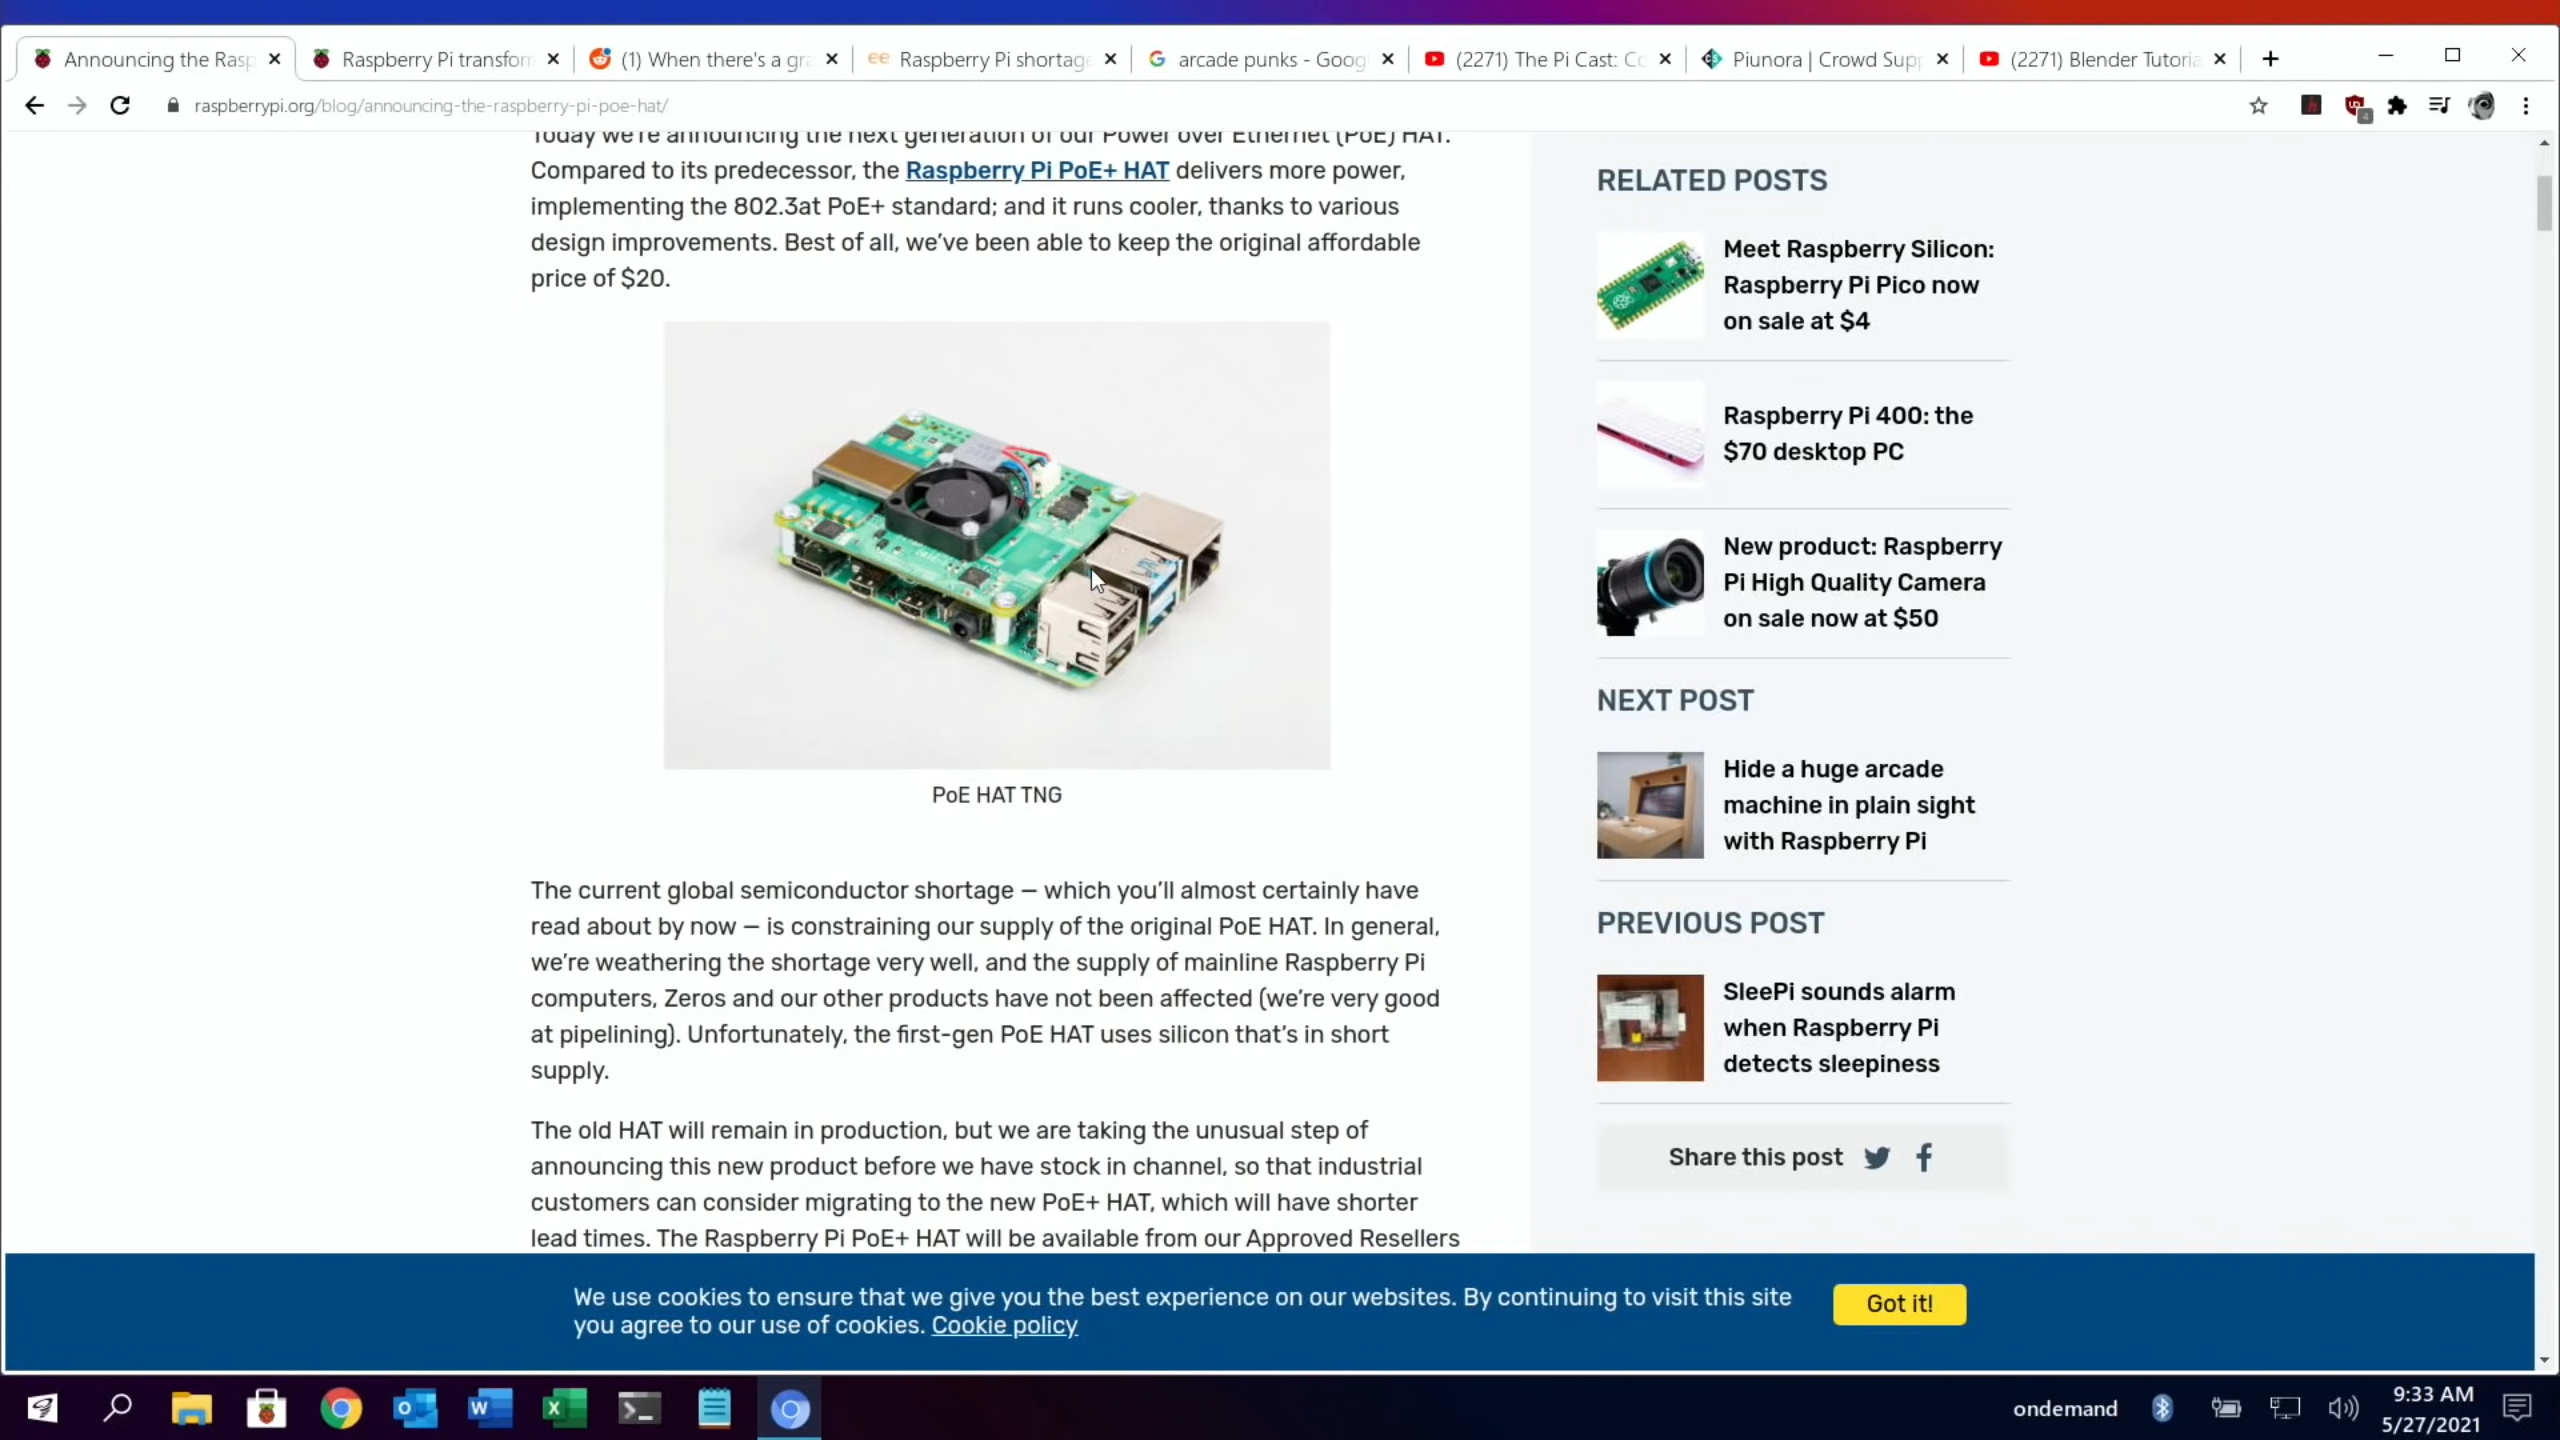 Announcing the Rasp
Raspberry Pi transfor
(1) When there's a gra
Raspberry Pi shortage
arcade punks - Goog
(2271) The Pi Cast: Co
Piunora | Crowd Supp
(2271) Blender Tutoria
raspberrypi.org/blog/announcing-the-raspberry-pi-poe-hat/
Today we're announcing the next generation of our Power over Ethernet (PoE) HAT.
Compared to its predecessor, the Raspberry Pi PoE+ HAT delivers more power,
implementing the 802.3at PoE+ standard; and it runs cooler, thanks to various
design improvements. Best of all, we've been able to keep the original affordable
price of $20.
PoE HAT TNG
The current global semiconductor shortage — which you'll almost certainly have
read about by now — is constraining our supply of the original PoE HAT. In general,
we're weathering the shortage very well, and the supply of mainline Raspberry Pi
computers, Zeros and our other products have not been affected (we're very good
at pipelining). Unfortunately, the first-gen PoE HAT uses silicon that's in short
supply.
The old HAT will remain in production, but we are taking the unusual step of
announcing this new product before we have stock in channel, so that industrial
customers can consider migrating to the new PoE+ HAT, which will have shorter
lead times. The Raspberry Pi PoE+ HAT will be available from our Approved Resellers
RELATED POSTS
Meet Raspberry Silicon:
Raspberry Pi Pico now
on sale at $4
Raspberry Pi 400: the
$70 desktop PC
New product: Raspberry
Pi High Quality Camera
on sale now at $50
NEXT POST
Hide a huge arcade
machine in plain sight
with Raspberry Pi
PREVIOUS POST
SleePi sounds alarm
when Raspberry Pi
detects sleepiness
Share this post
We use cookies to ensure that we give you the best experience on our websites. By continuing to visit this site
you agree to our use of cookies. Cookie policy
Got it!
ondemand
9:33 AM
5/27/2021